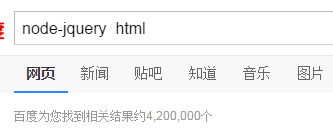 node-jquery  html
网页 新闻 贴吧 知道 音乐 图片
百度为您找到相关结果约4,200,000个